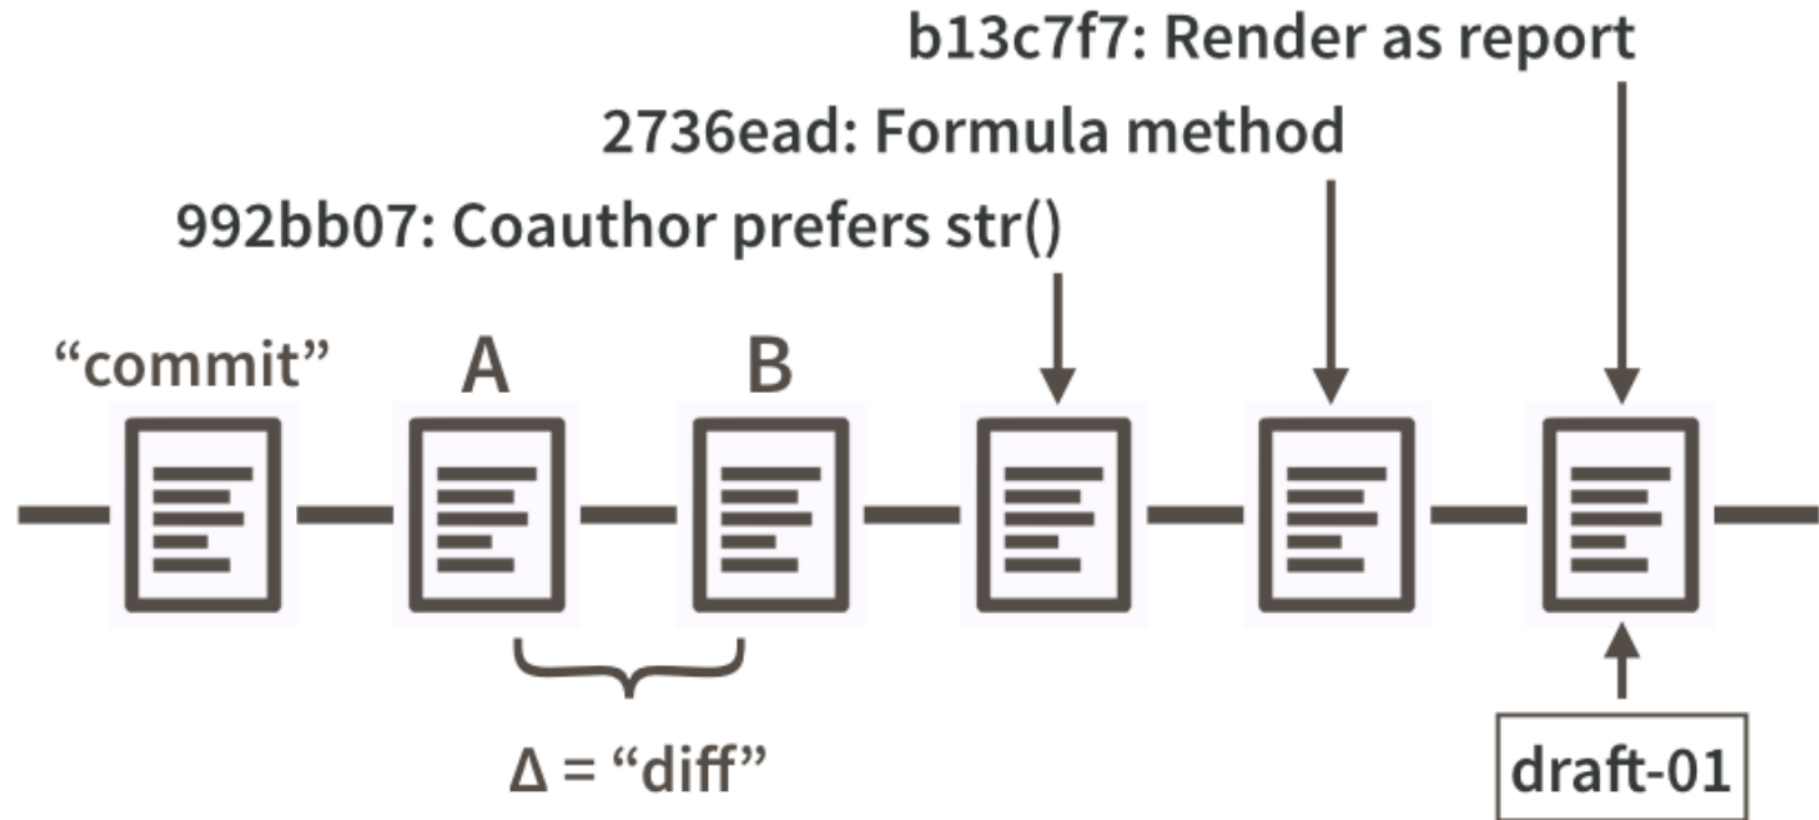 b13c7f7: Render as report
2736ead: Formula method
992bb07: Coauthor prefers str()
“commit”
A
B
Δ = “diff”
draft-01